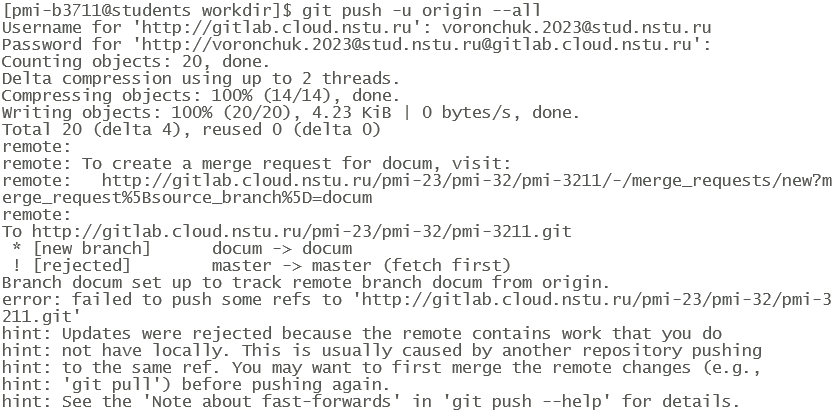 [pmi-b3711@students workdir]$ git push -u origin --all
Username for 'http://gitlab.cloud.nstu.ru': voronchuk.2023@stud.nstu.ru
Password for 'http://voronchuk.2023@stud.nstu.ru@gitlab.cloud.nstu.ru':
Counting objects: 20, done.
Delta compression using up to 2 threads.
Compressing objects: 100% (14/14), done.
Writing objects: 100% (20/20), 4.23 KiB | 0 bytes/s, done.
Total 20 (delta 4), reused 0 (delta 0)
remote:
remote: To create a merge request for docum, visit:
remote:   http://gitlab.cloud.nstu.ru/pmi-23/pmi-32/pmi-3211/-/merge_requests/new?m
erge_request%5Bsource_branch%5D=docum
remote:
To http://gitlab.cloud.nstu.ru/pmi-23/pmi-32/pmi-3211.git
 * [new branch]      docum -> docum
 ! [rejected]        master -> master (fetch first)
Branch docum set up to track remote branch docum from origin.
error: failed to push some refs to 'http://gitlab.cloud.nstu.ru/pmi-23/pmi-32/pmi-3
211.git'
hint: Updates were rejected because the remote contains work that you do
hint: not have locally. This is usually caused by another repository pushing
hint: to the same ref. You may want to first merge the remote changes (e.g.,
hint: 'git pull') before pushing again.
hint: See the 'Note about fast-forwards' in 'git push --help' for details.